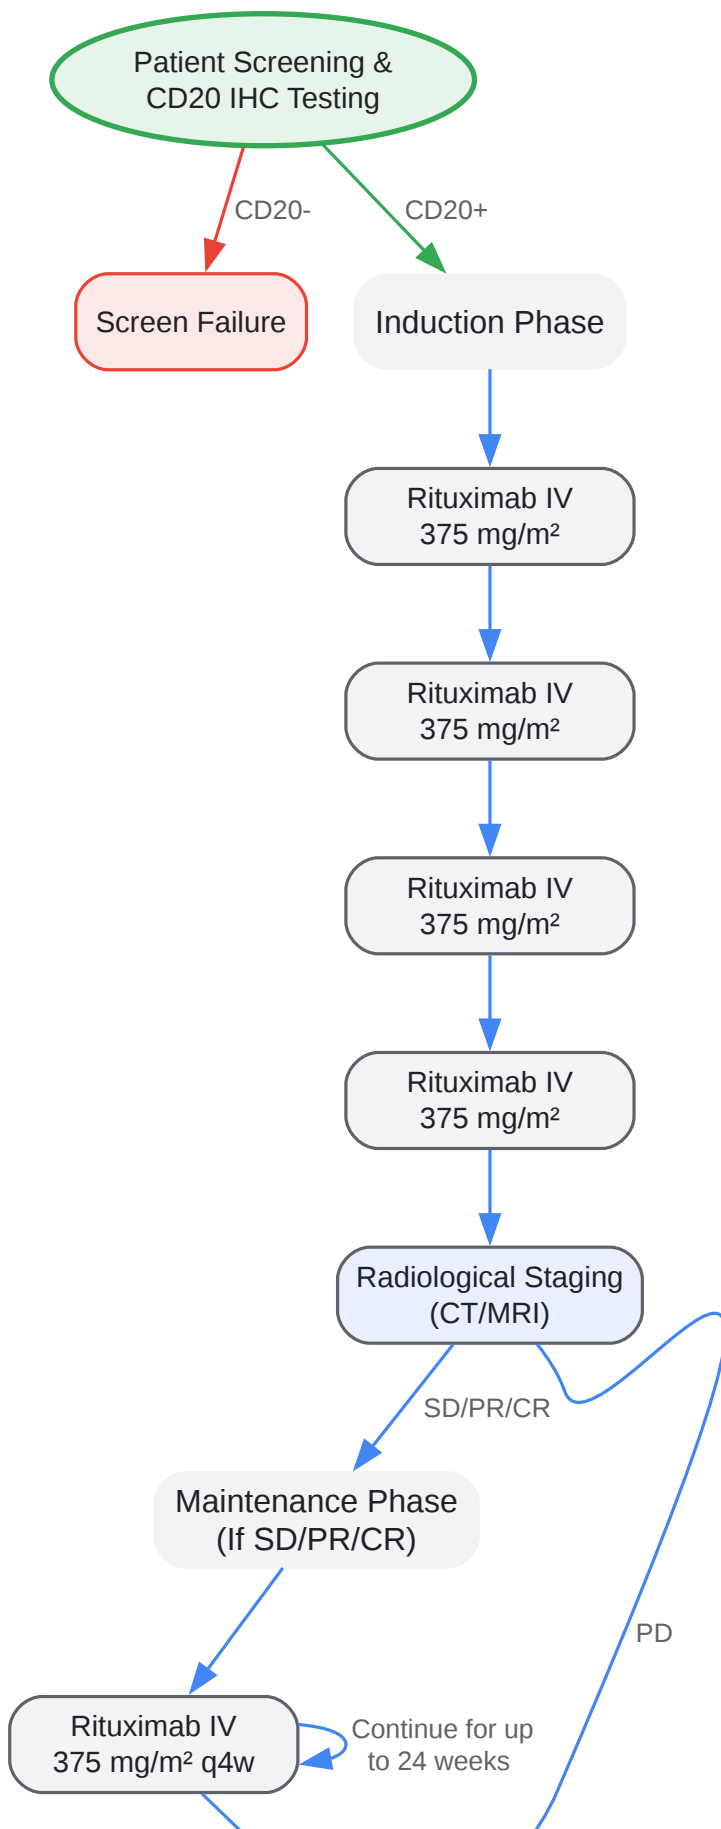 Patient Screening &
CD20 IHC Testing
CD20-
CD20+
Screen Failure
Induction Phase
Rituximab IV
375 mg/m²
Rituximab IV
375 mg/m²
Rituximab IV
375 mg/m²
Rituximab IV
375 mg/m²
Radiological Staging
(CT/MRI)
SD/PR/CR
Maintenance Phase
(If SD/PR/CR)
PD
Rituximab IV
375 mg/m² q4w
Continue for up
to 24 weeks